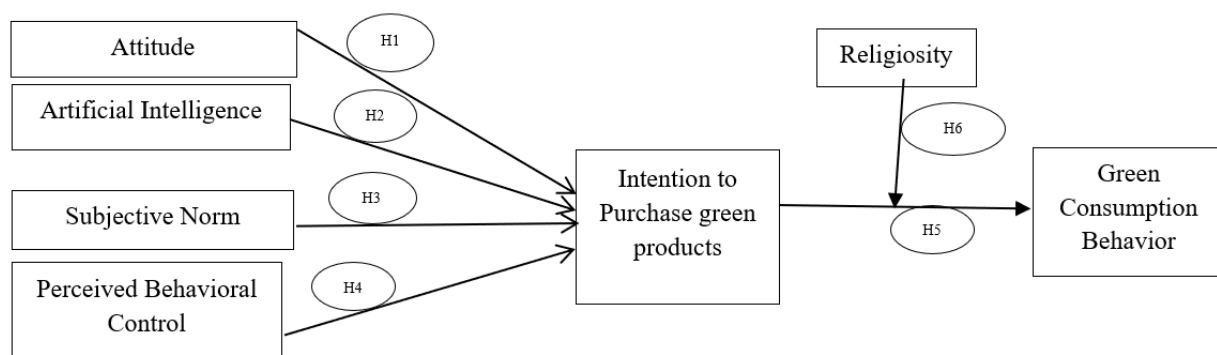 Attitude
H1
Artificial Intelligence
H2
Subjective Norm
H3
Perceived Behavioral
Control
H4
Intention to
Purchase green
products
Religiosity
H6
H5
Green
Consumption
Behavior